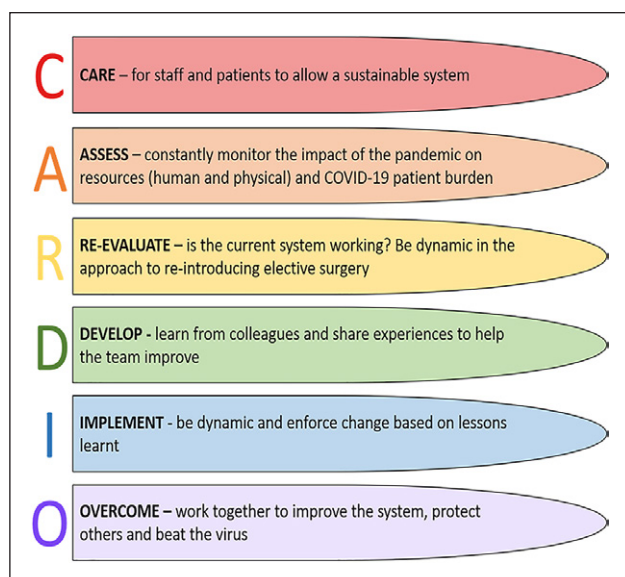 C
CARE – for staff and patients to allow a sustainable system
A
ASSESS – constantly monitor the impact of the pandemic on
resources (human and physical) and COVID-19 patient burden
R
RE-EVALUATE – is the current system working? Be dynamic in the
approach to re-introducing elective surgery
D
DEVELOP - learn from colleagues and share experiences to help
the team improve
I
IMPLEMENT - be dynamic and enforce change based on lessons
learnt
O
OVERCOME – work together to improve the system, protect
others and beat the virus